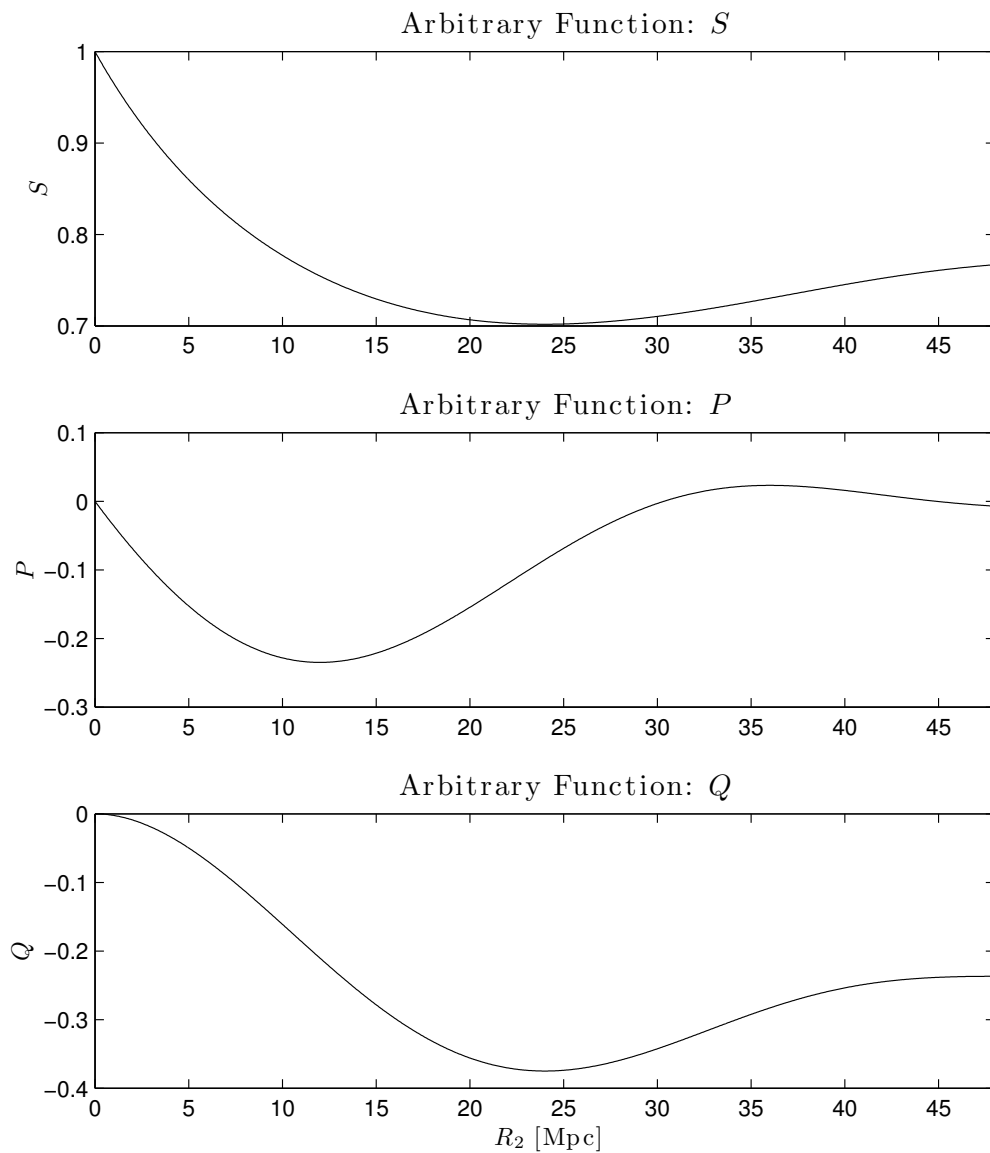 Arbitrary Function: S
1
0.9
0.8
0.7
S
0 5 10 15 20 25 30 35 40 45
Arbitrary Function: P
0.1
0
−0.1
−0.2
−0.3
P
0 5 10 15 20 25 30 35 40 45
Arbitrary Function: Q
0
−0.1
−0.2
−0.3
−0.4
Q
0 5 10 15 20 25 30 35 40 45
R₂ [Mpc]